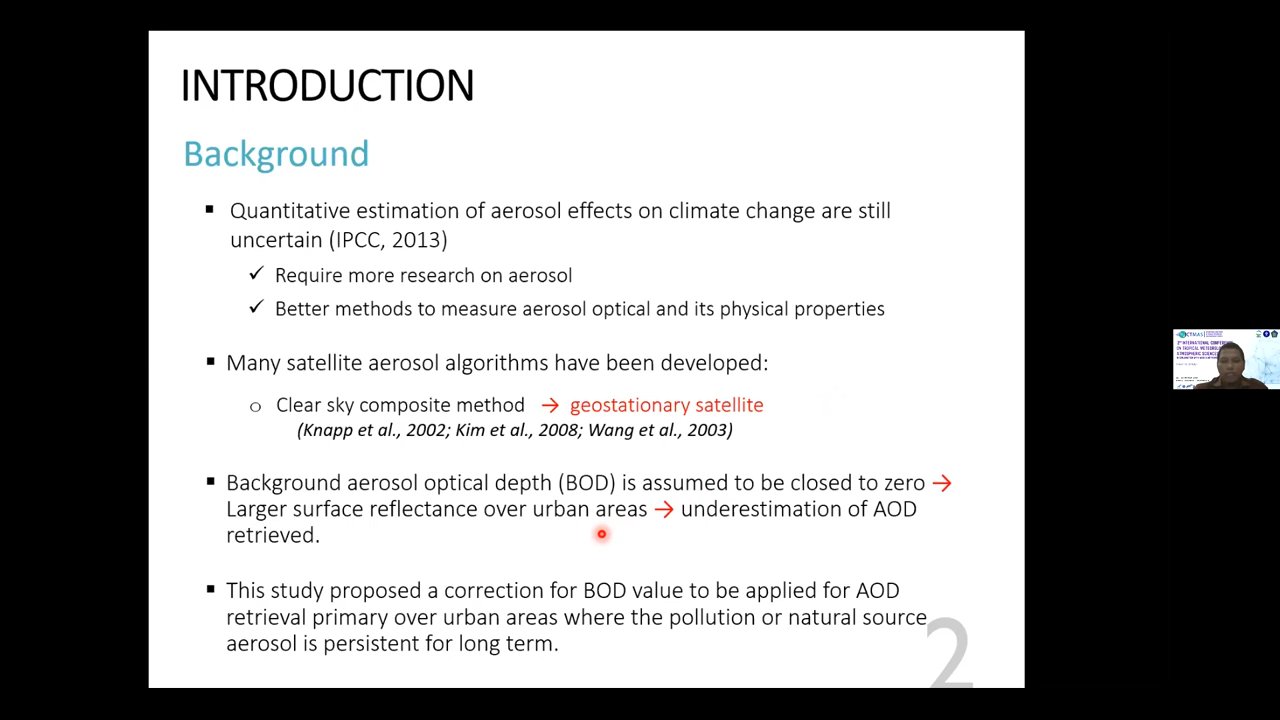 INTRODUCTION
Background
Quantitative estimation of aerosol effects on climate change are still
uncertain (IPCC, 2013)
Require more research on aerosol
Better methods to measure aerosol optical and its physical properties
Many satellite aerosol algorithms have been developed:
Clear sky composite method → geostationary satellite
(Knapp et al., 2002; Kim et al., 2008; Wang et al., 2003)
Background aerosol optical depth (BOD) is assumed to be closed to zero →
Larger surface reflectance over urban areas → underestimation of AOD
retrieved.
This study proposed a correction for BOD value to be applied for AOD
retrieval primary over urban areas where the pollution or natural source
aerosol is persistent for long term.
2